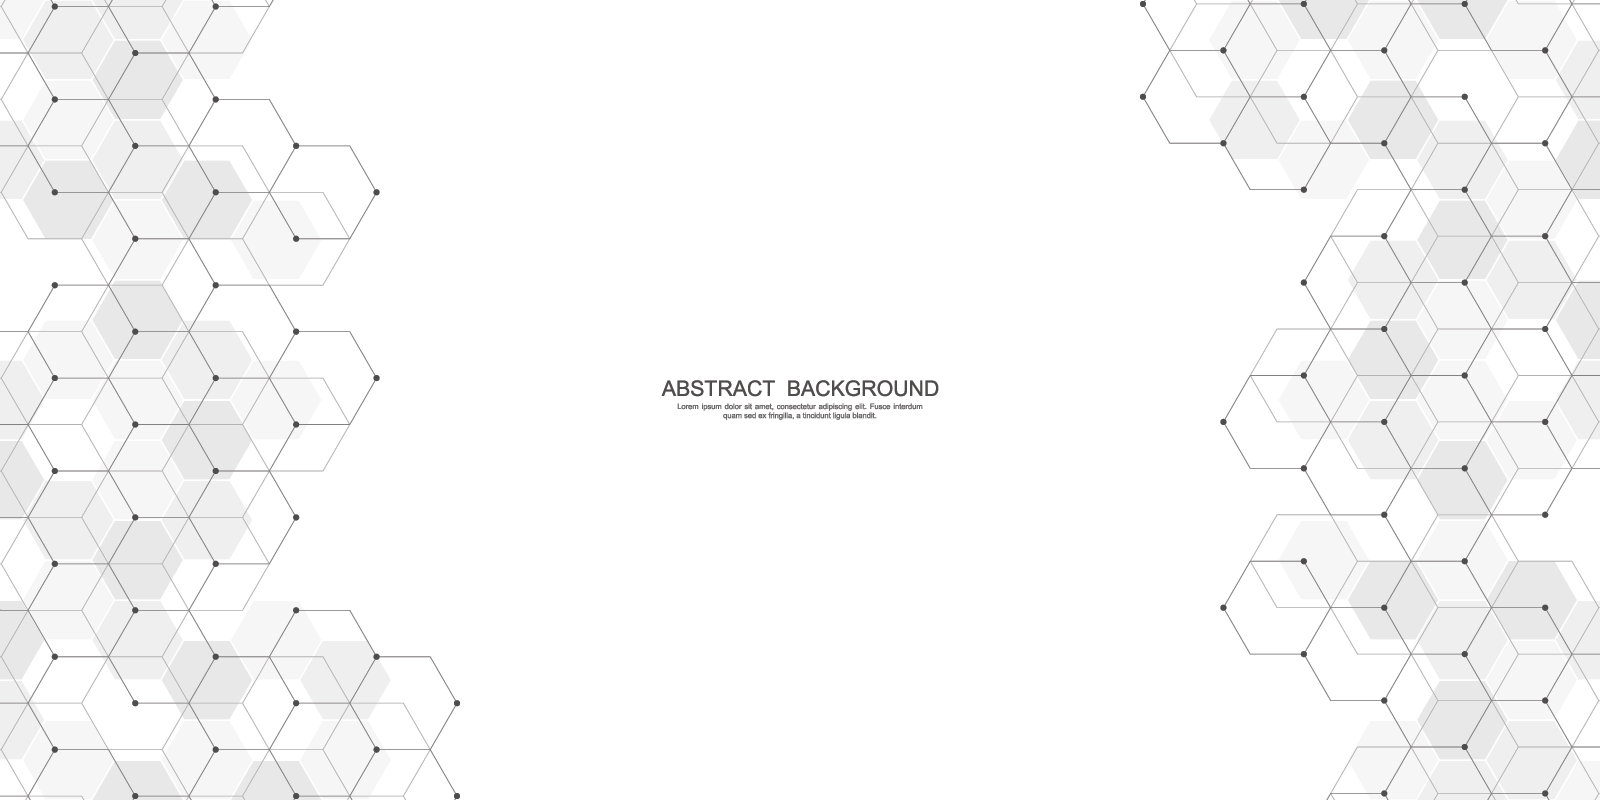 ABSTRACT BACKGROUND
Lorem ipsum dolor sit amet, consectetur adipiscing elit. Fusce interdum
quam sed ex fringilla, a tincidunt ligula blandit.